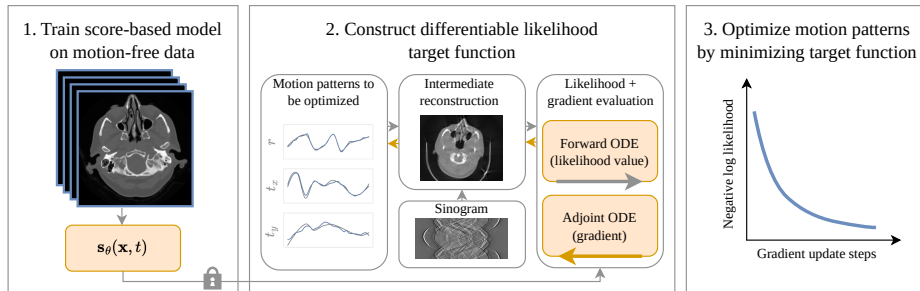 1. Train score-based model
on motion-free data
s_θ(x, t)
2. Construct differentiable likelihood
target function
Motion patterns to
be optimized
r
t_x
t_y
Intermediate
reconstruction
Sinogram
Likelihood +
gradient evaluation
Forward ODE
(likelihood value)
Adjoint ODE
(gradient)
3. Optimize motion patterns
by minimizing target function
Negative log likelihood
Gradient update steps